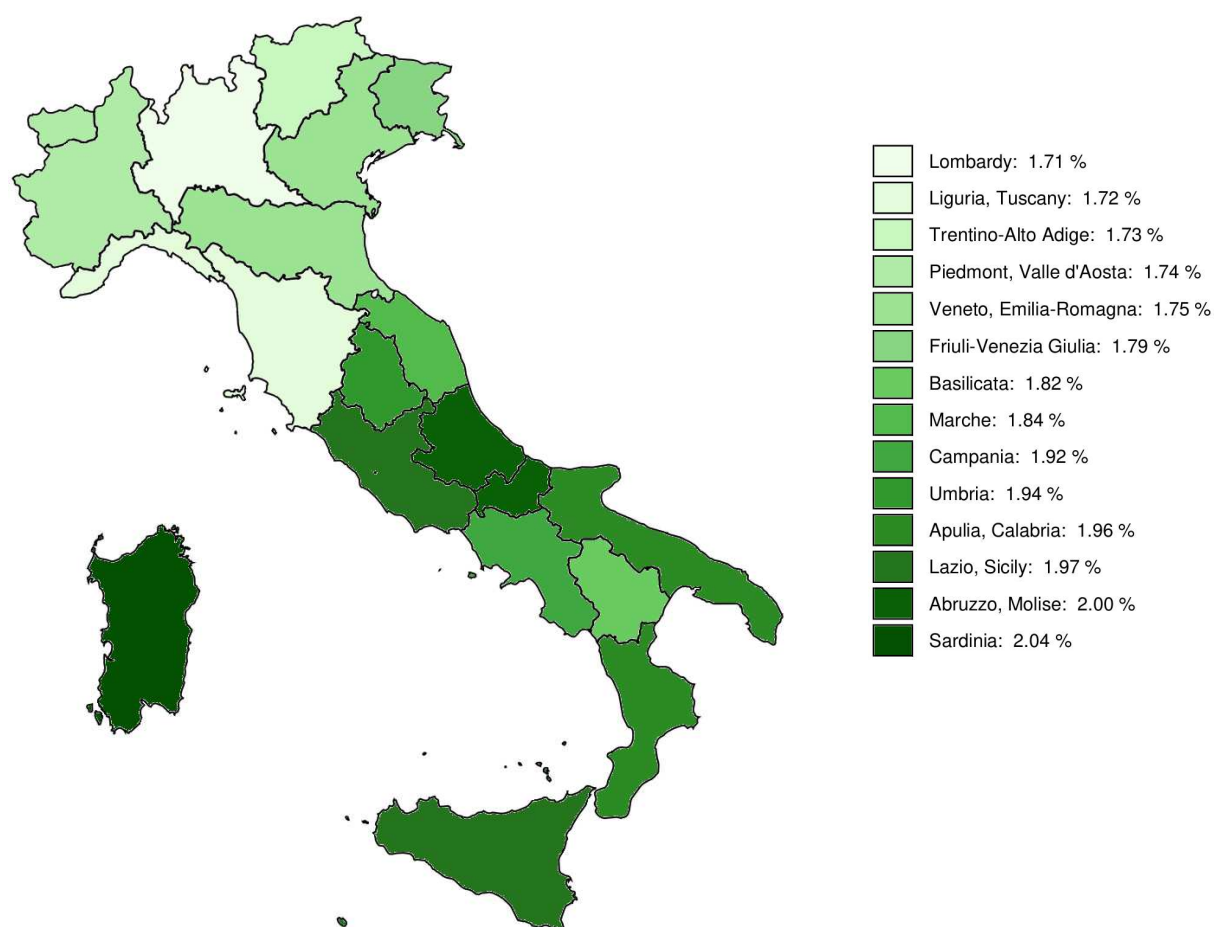 Lombardy: 1.71 %
Liguria, Tuscany: 1.72 %
Trentino-Alto Adige: 1.73 %
Piedmont, Valle d'Aosta: 1.74 %
Veneto, Emilia-Romagna: 1.75 %
Friuli-Venezia Giulia: 1.79 %
Basilicata: 1.82 %
Marche: 1.84 %
Campania: 1.92 %
Umbria: 1.94 %
Apulia, Calabria: 1.96 %
Lazio, Sicily: 1.97 %
Abruzzo, Molise: 2.00 %
Sardinia: 2.04 %